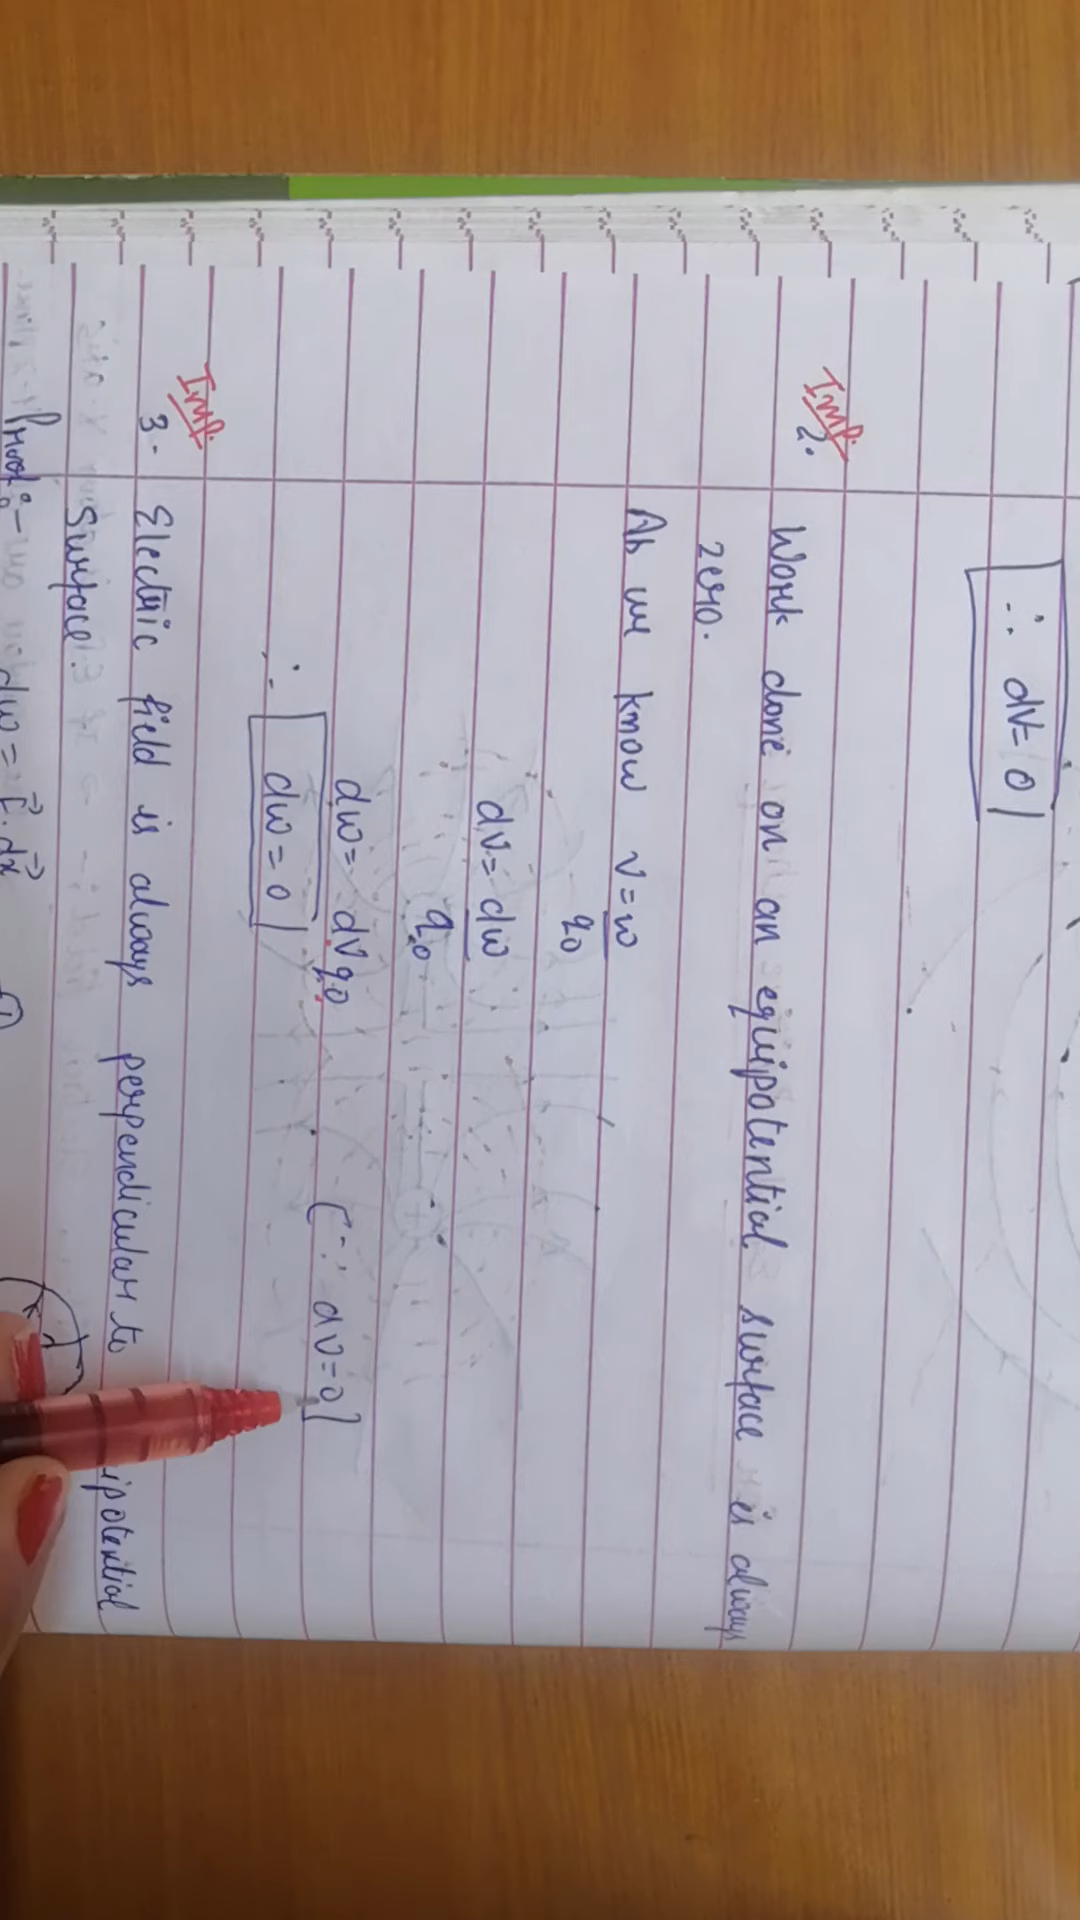 ∴ dV = 0
Imp.
2. Work done on an equipotential surface is always
zero.
As we know v = w
q₀
dv = dw
q₀
dw = dv q₀ (∵ dv = 0)
∴ dw = 0
Imp.
3. Electric field is always perpendicular to ipotential
Surface.
Proof :- dw = F⃗.dx⃗